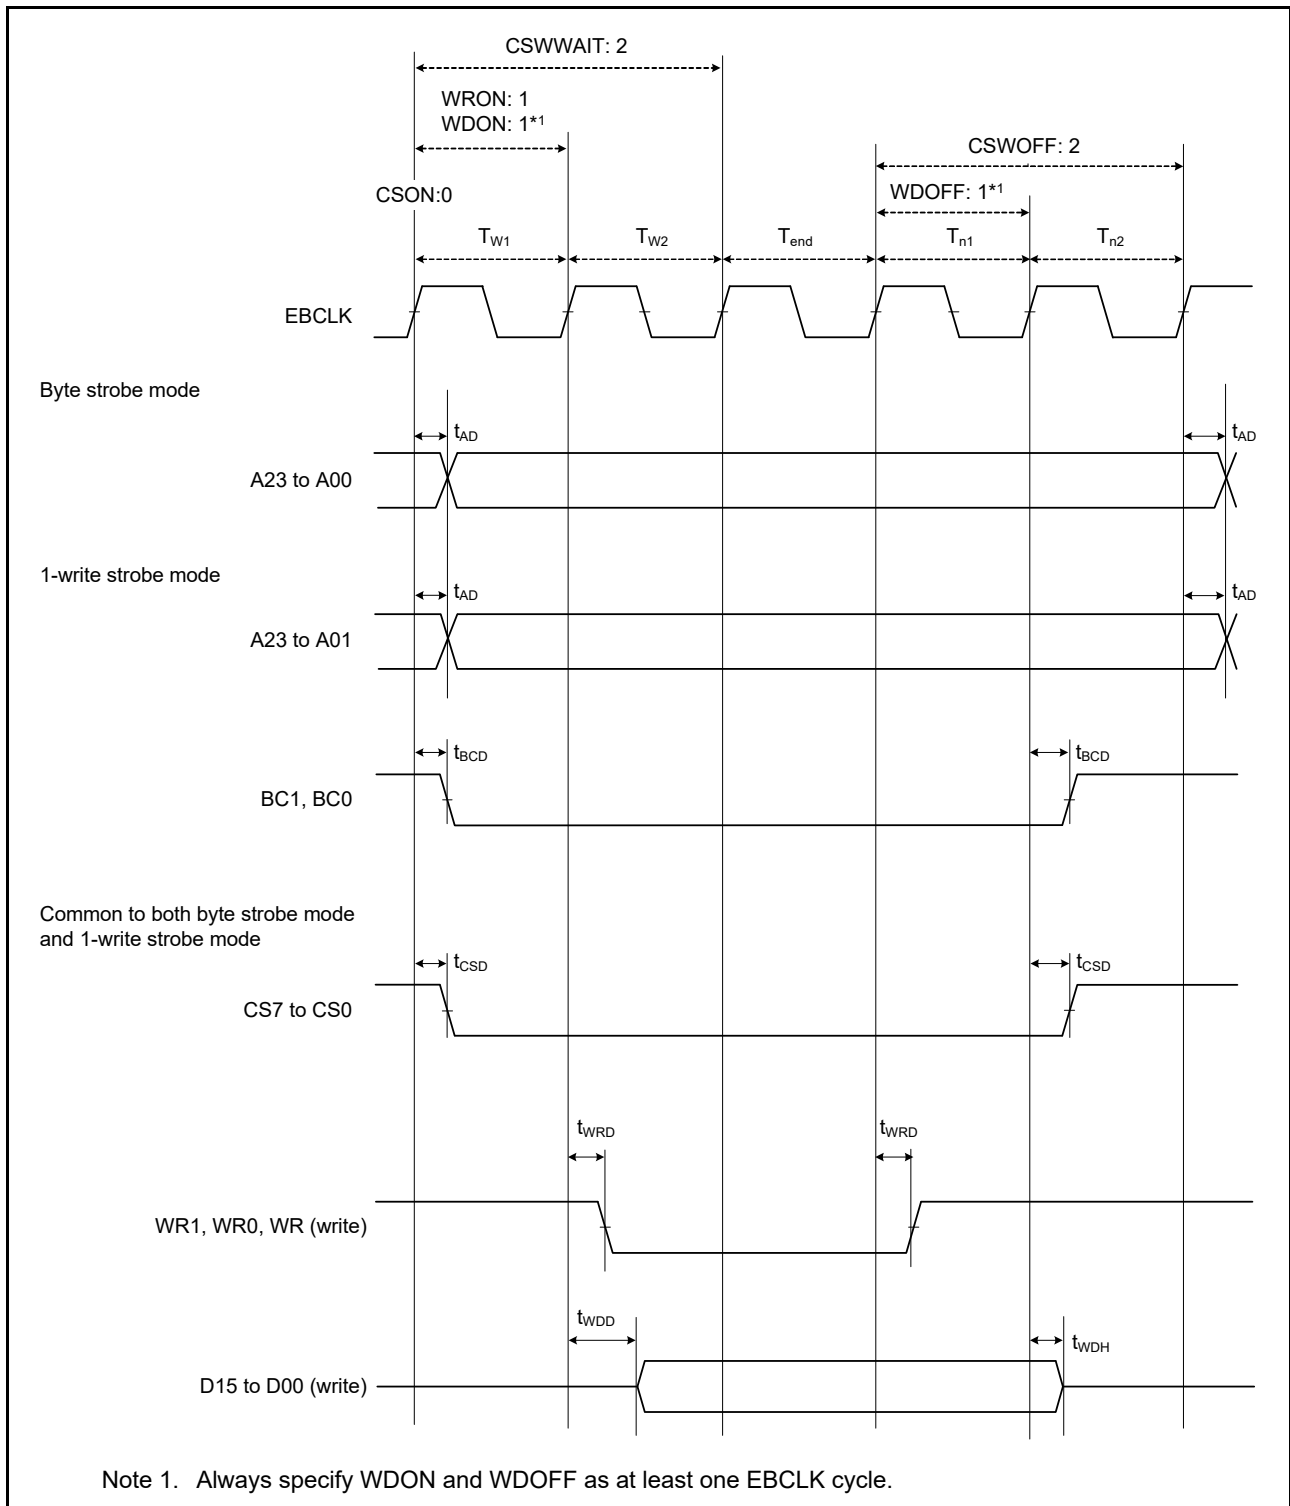 CSWWAIT: 2
WRON: 1
WDON: 1*1
CSWOFF: 2
CSON:0
WDOFF: 1*1
TW1 TW2 Tend Tn1 Tn2
EBCLK
Byte strobe mode
tAD tAD
A23 to A00
1-write strobe mode
tAD tAD
A23 to A01
tBCD tBCD
BC1, BC0
Common to both byte strobe mode
and 1-write strobe mode
tCSD tCSD
CS7 to CS0
tWRD tWRD
WR1, WR0, WR (write)
tWDD tWDH
D15 to D00 (write)
Note 1. Always specify WDON and WDOFF as at least one EBCLK cycle.